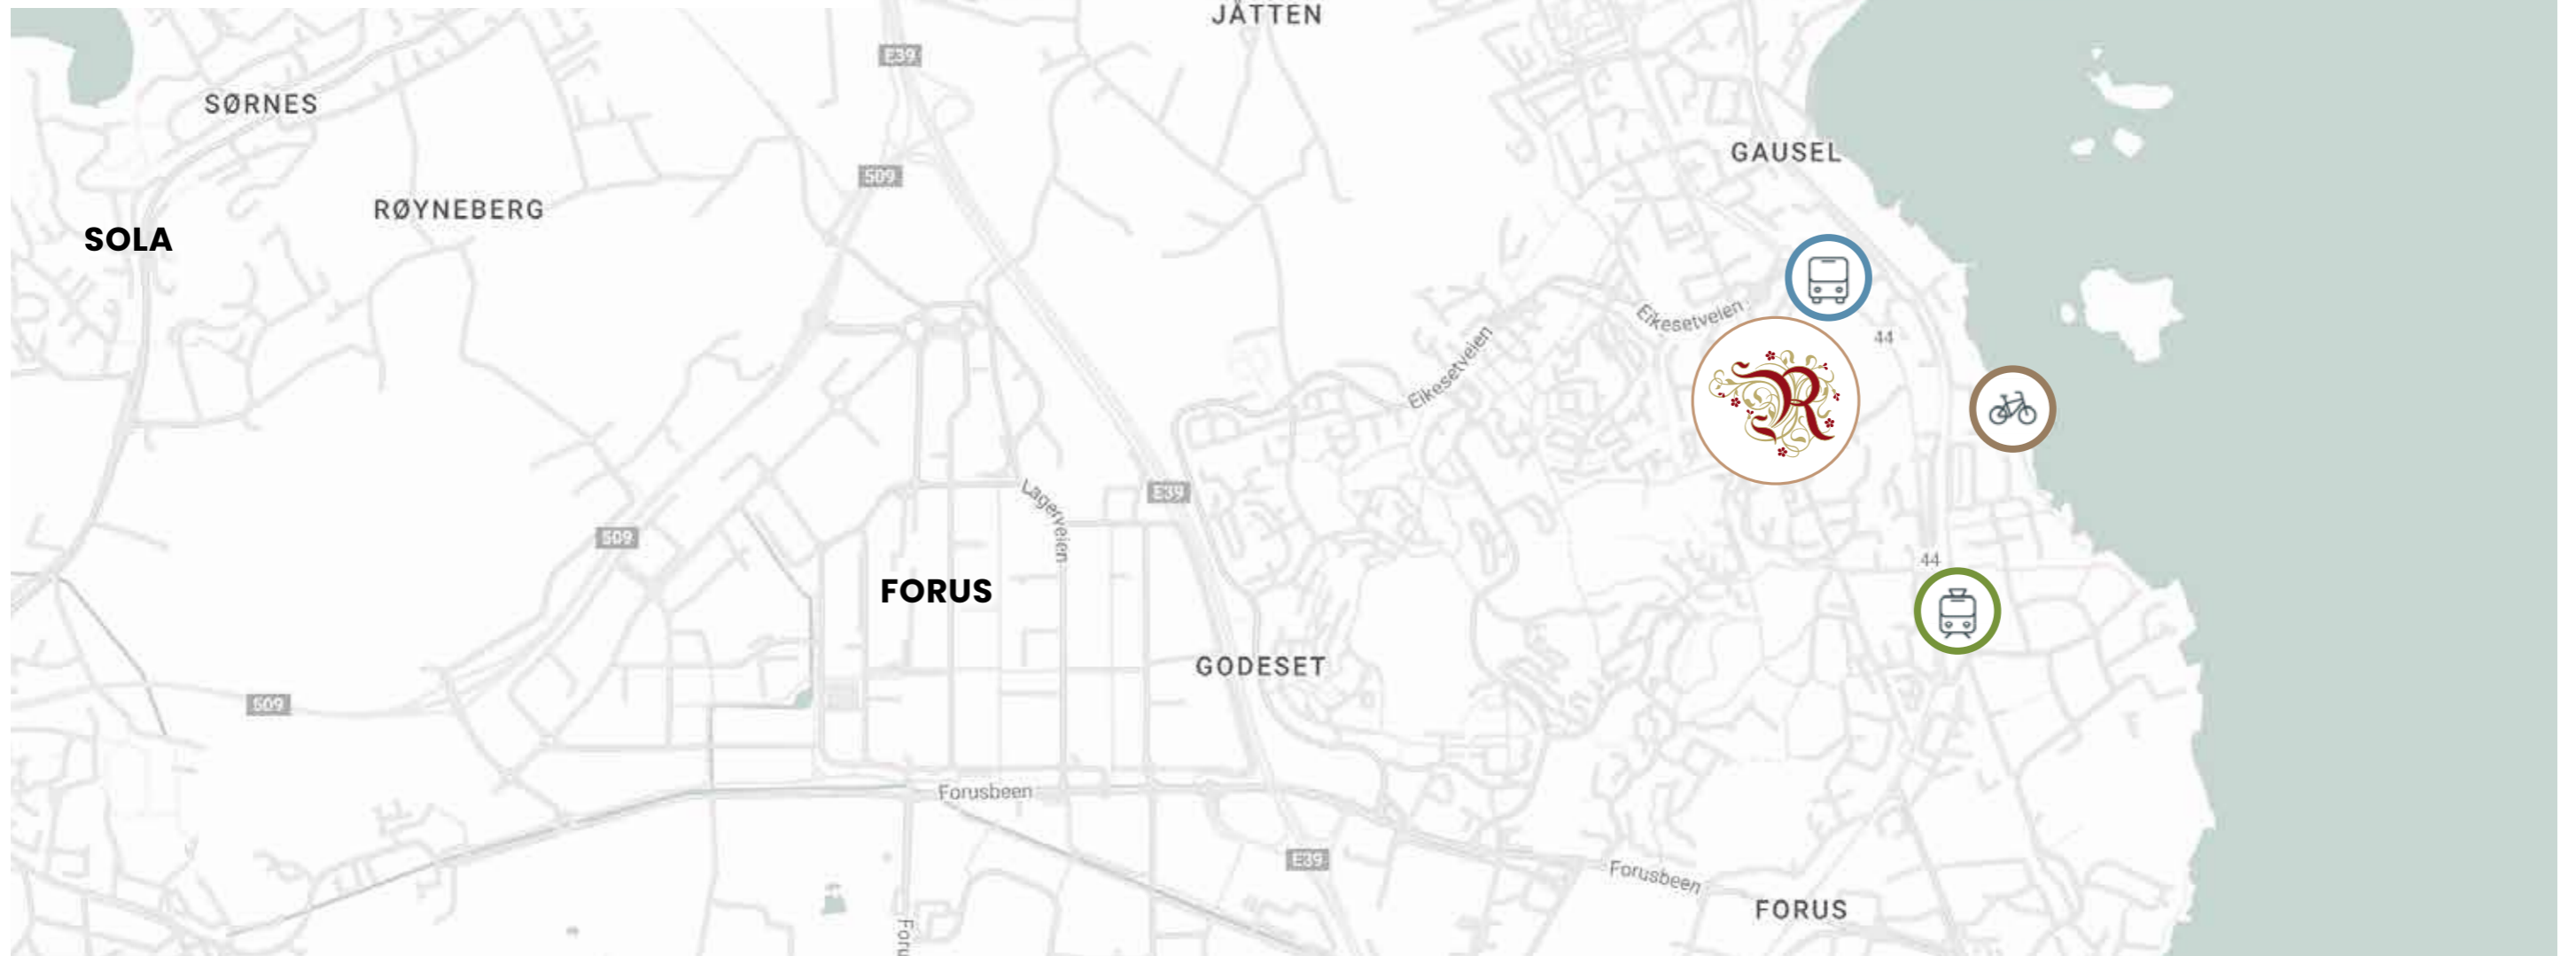 JÅTTEN
E39
SØRNES
GAUSEL
509
RØYNEBERG
SOLA
Eikesetveien
44
Eikesetveien
R
E39
Lagerveien
509
44
FORUS
GODESET
509
Forusbeen
E39
Forusbeen
FORUS